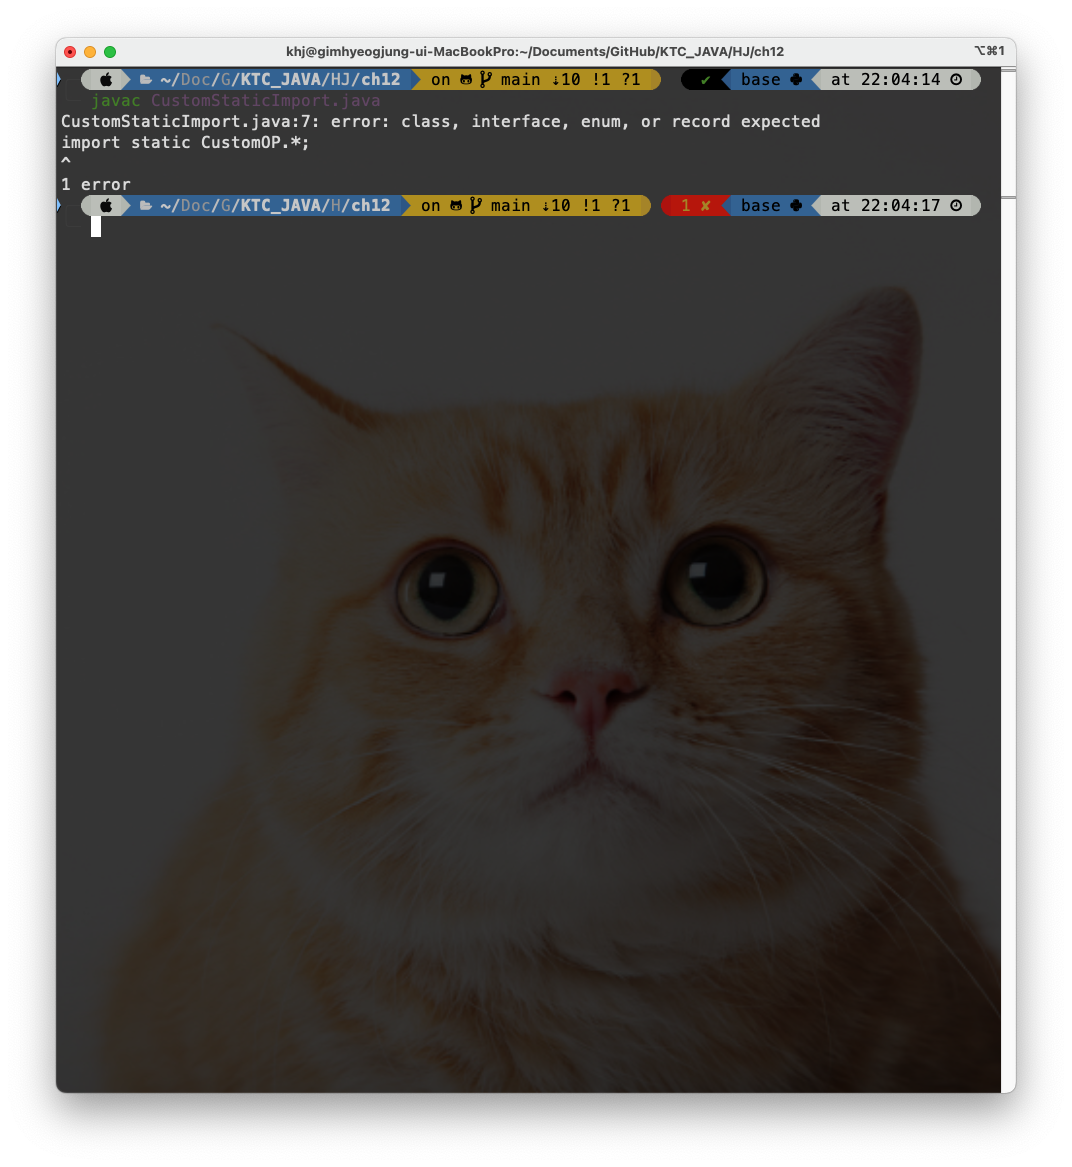 khj@gimhyeogjung-ui-MacBookPro:~/Documents/GitHub/KTC_JAVA/HJ/ch12 ⌥⌘1
~/Doc/G/KTC_JAVA/HJ/ch12 on main ⇣10 !1 ?1 ✔ base at 22:04:14
javac CustomStaticImport.java
CustomStaticImport.java:7: error: class, interface, enum, or record expected
import static CustomOP.*;
^
1 error
~/Doc/G/KTC_JAVA/H/ch12 on main ⇣10 !1 ?1 1 ✘ base at 22:04:17